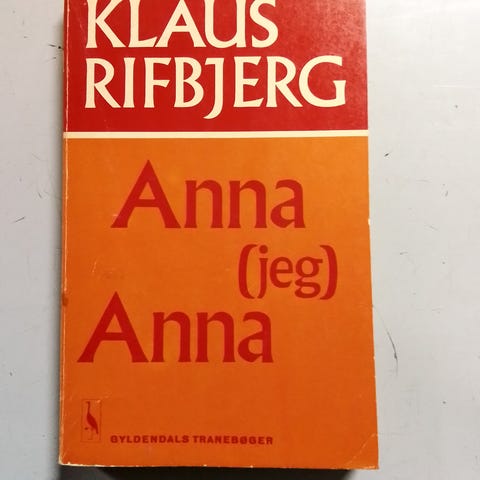 KLAUS
RIFBJERG
Anna
(jeg)
Anna
GYLDENDALS TRANEBØGER